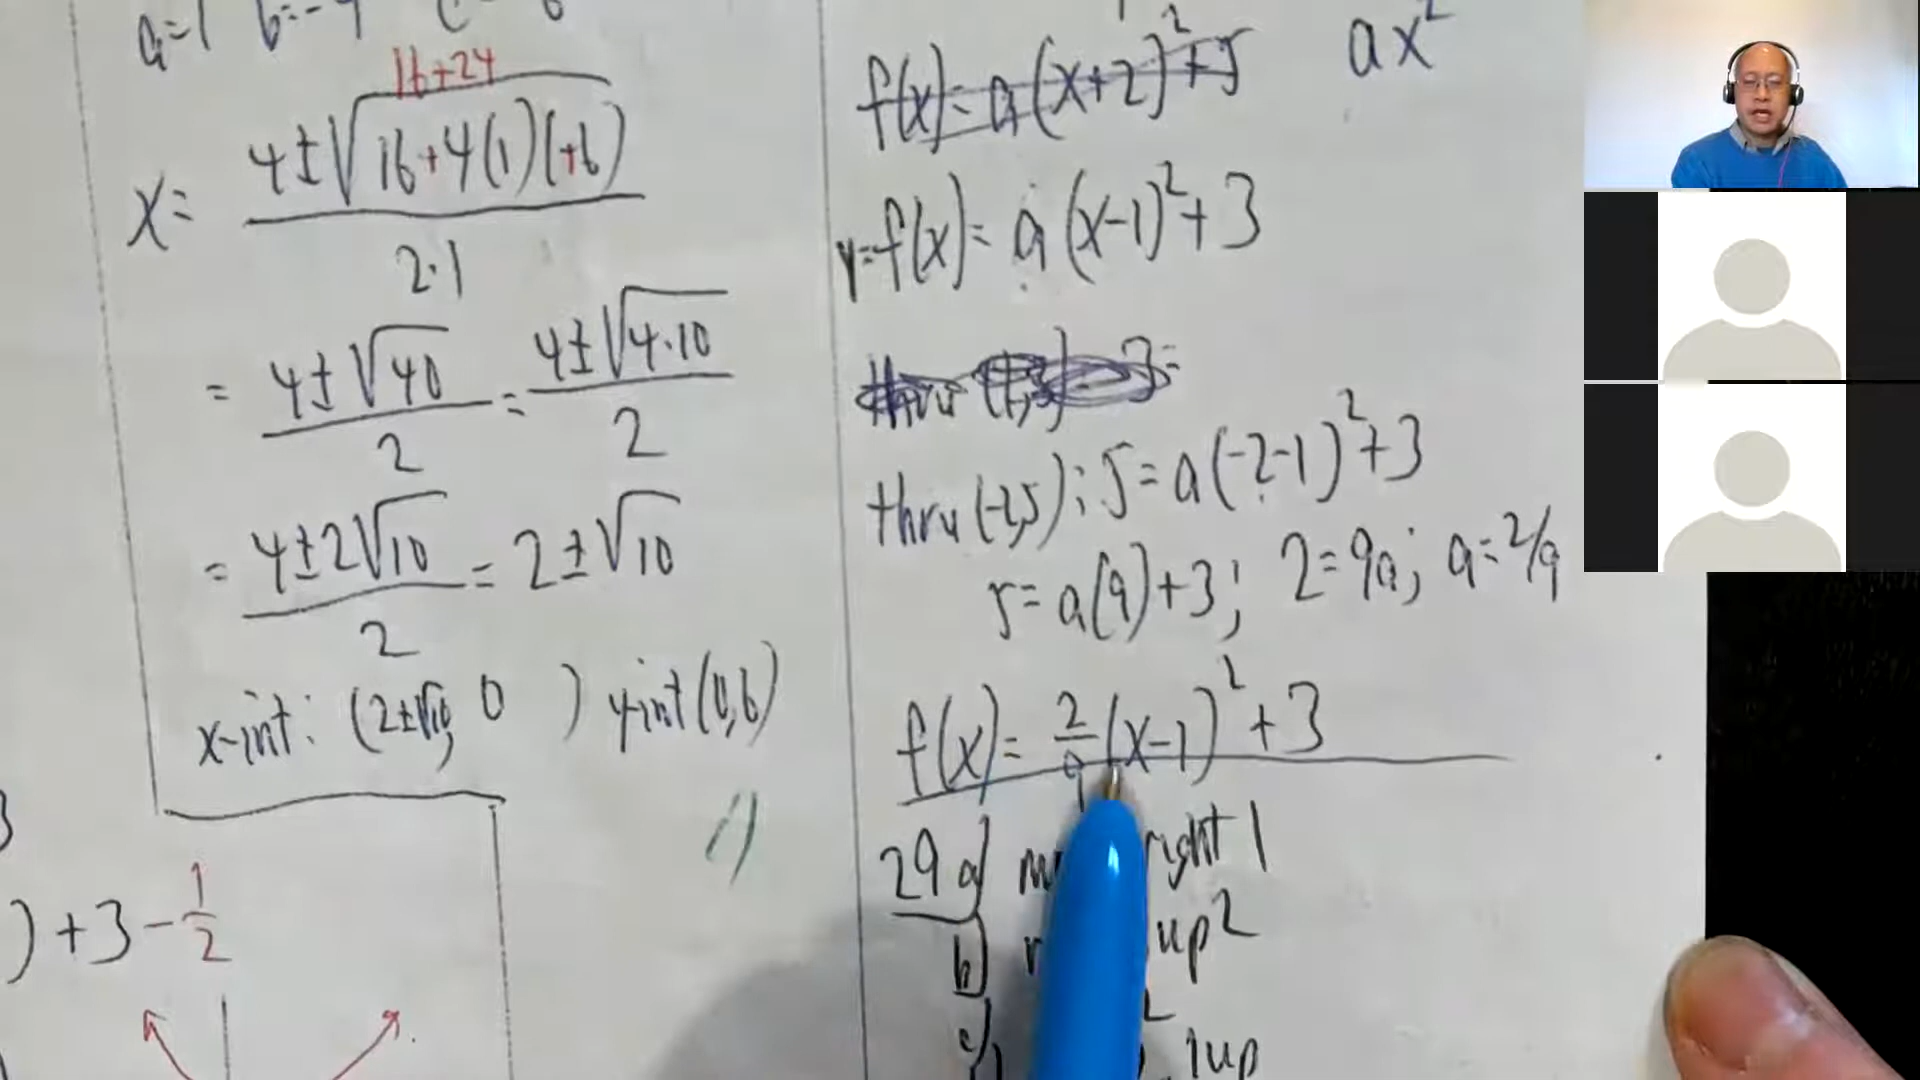 a=1 b=-4
16+24
x= 4±√16+4(1)(+6) / 2·1
= 4±√40 / 2 = 4±√4·10 / 2
= 4±2√10 / 2 = 2±√10
x-int: (2±√10, 0 ) y-int (0,6)
) +3 - 1/2
f(x)= a(x+2)²+5 ax²
y=f(x)= a(x-1)²+3
thru 3=
thru (-2,5); 5= a(-2-1)²+3
5= a(9)+3; 2=9a; a=2/9
f(x)= 2/9 (x-1)²+3
29 a) right 1
b) up 2
c)
1up